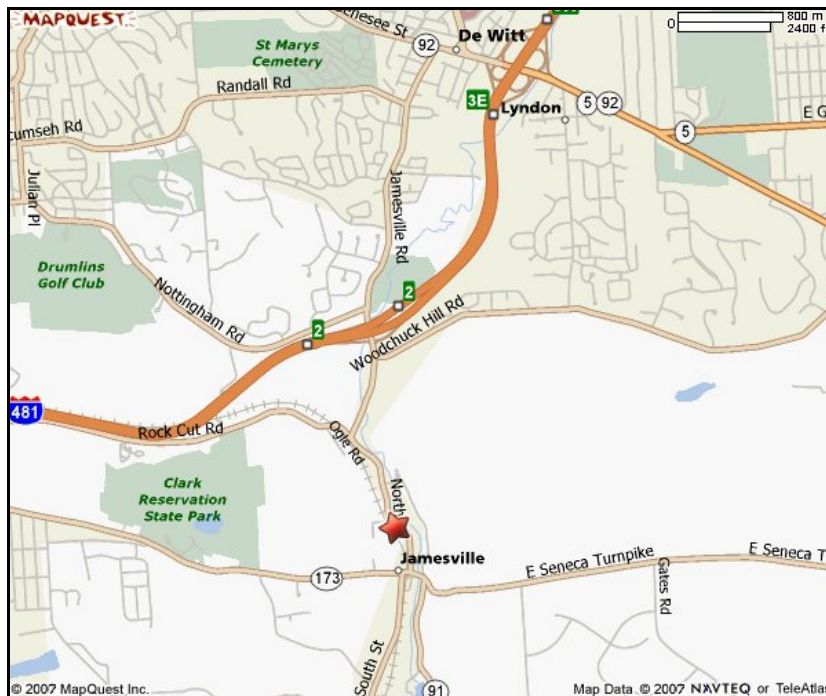 MAPQUEST
Genesee St
De Witt
92
800 m
0
2400 f
St Marys
Cemetery
Randall Rd
3E
Lyndon
5
92
5
E G
cumseh Rd
Julian Pl
Jamesville Rd
Drumlins
Golf Club
Nottingham Rd
2
2
Woodchuck Hill Rd
481
Rock Cut Rd
Ogle Rd
North
Clark
Reservation
State Park
Jamesville
173
E Seneca Turnpike
E Seneca T
Gates Rd
South St
91
© 2007 MapQuest Inc.
Map Data © 2007 NAVTEQ or TeleAtlas